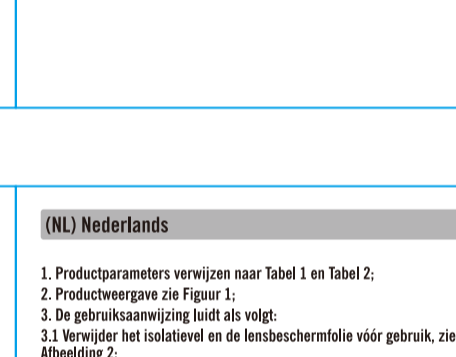 (NL) Nederlands
1. Productparameters verwijzen naar Tabel 1 en Tabel 2;
2. Productweergave zie Figuur 1;
3. De gebruiksaanwijzing luidt als volgt:
3.1 Verwijder het isolatievel en de lensbeschermfolie vóór gebruik, zie
Afbeelding 2;